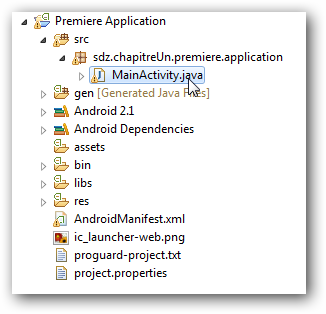 Premiere Application
src
sdz.chapitreUn.premiere.application
MainActivity.java
gen [Generated Java Files]
Android 2.1
Android Dependencies
assets
bin
libs
res
AndroidManifest.xml
ic_launcher-web.png
proguard-project.txt
project.properties